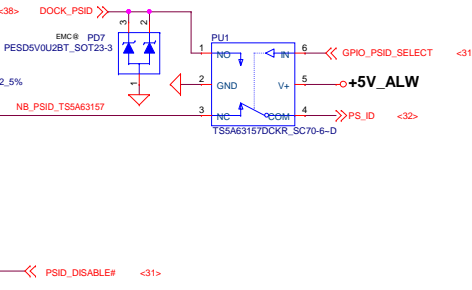 <38> DOCK_PSID
3 2
EMC@ PD7
PESD5V0U2BT_SOT23-3
1
PU1
1 NO IN 6 GPIO_PSID_SELECT <31
2 GND V+ 5 +5V_ALW
2_5%
NB_PSID_TS5A63157 3 NC COM 4 PS_ID <32>
TS5A63157DCKR_SC70-6~D
PSID_DISABLE# <31>